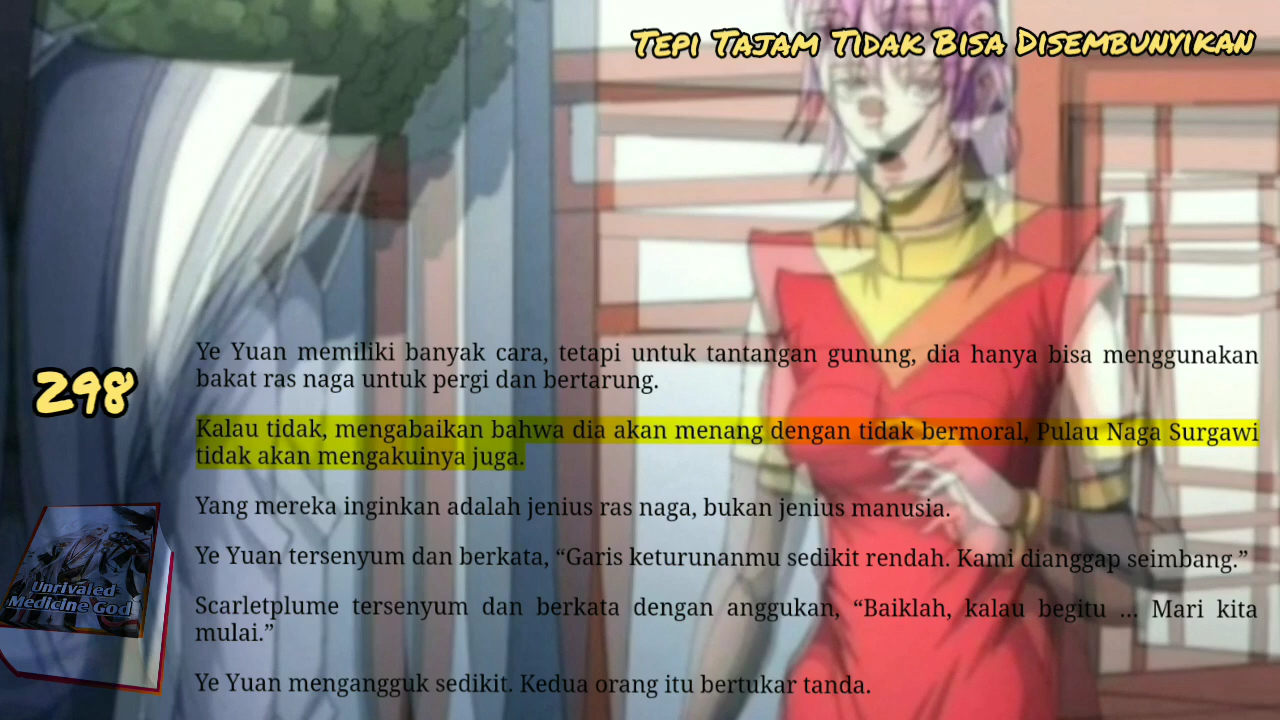 Tepi Tajam Tidak Bisa Disembunyikan
Ye Yuan memiliki banyak cara, tetapi untuk tantangan gunung, dia hanya bisa menggunakan
bakat ras naga untuk pergi dan bertarung.
298
Kalau tidak, mengabaikan bahwa dia akan menang dengan tidak bermoral, Pulau Naga Surgawi
tidak akan mengakuinya juga.
Yang mereka inginkan adalah jenius ras naga, bukan jenius manusia.
Ye Yuan tersenyum dan berkata, “Garis keturunanmu sedikit rendah. Kami dianggap seimbang.”
Unrivaled
Medicine God
Scarletplume tersenyum dan berkata dengan anggukan, “Baiklah, kalau begitu ... Mari kita
mulai.”
Ye Yuan mengangguk sedikit. Kedua orang itu bertukar tanda.